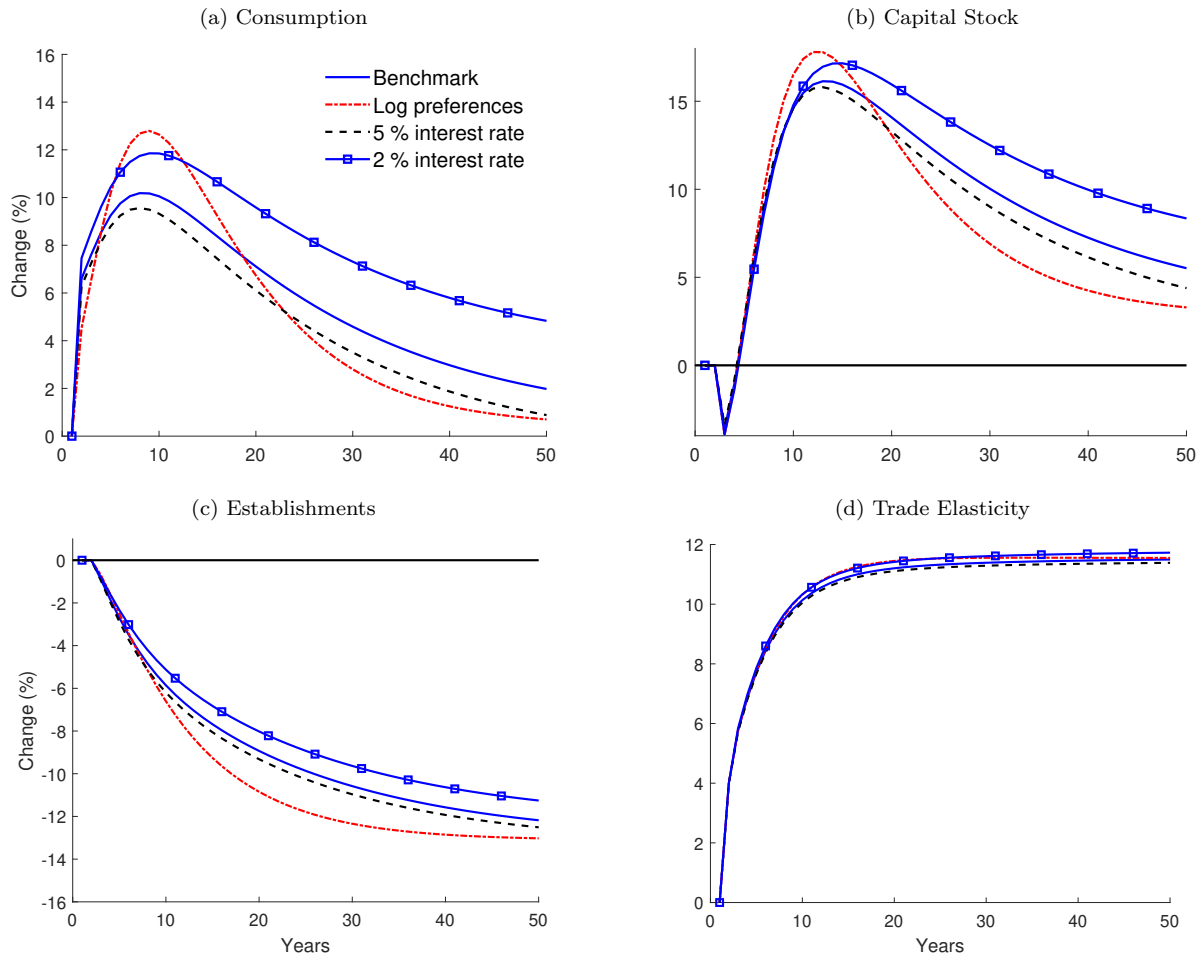 (a) Consumption
16
14
12
10
8
6
4
2
0
Change (%)
0 10 20 30 40 50
Benchmark
Log preferences
5 % interest rate
2 % interest rate
(b) Capital Stock
15
10
5
0
0 10 20 30 40 50
(c) Establishments
0
-2
-4
-6
-8
-10
-12
-14
-16
Change (%)
0 10 20 30 40 50
Years
(d) Trade Elasticity
12
10
8
6
4
2
0
0 10 20 30 40 50
Years